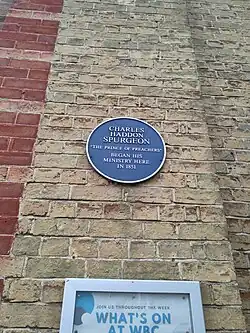 CHARLES
HADDON
SPURGEON
"THE PRINCE OF PREACHERS"
BEGAN HIS
MINISTRY HERE
IN 1851
JOIN US THROUGHOUT THE WEEK
WHAT'S ON
AT WBC